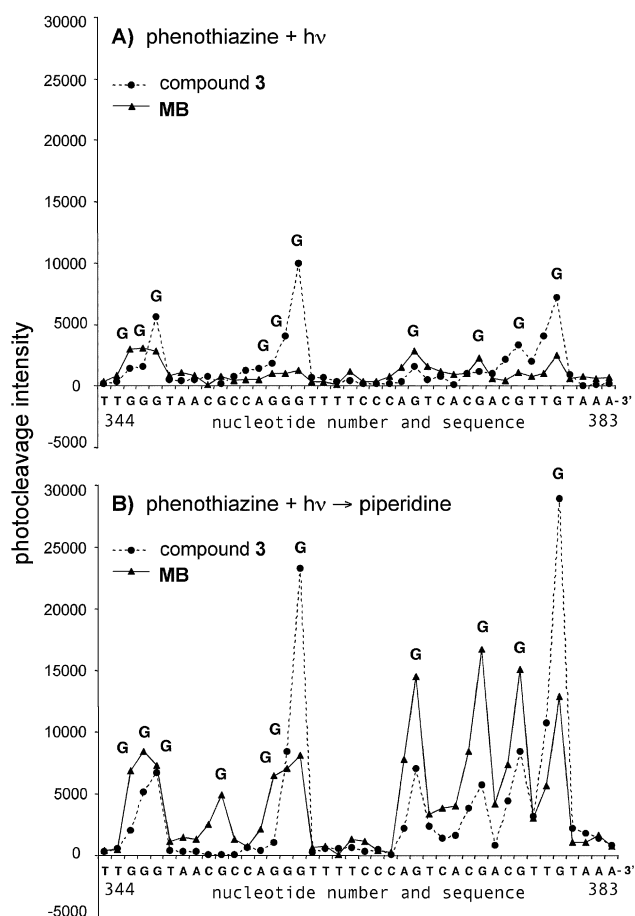 photocleavage intensity
A) phenothiazine + hν
compound 3
MB
30000
25000
20000
15000
10000
5000
0
-5000
G G G G G G G G G G
T T G G G T A A C G C C A G G G T T T T C C C A G T C A C G A C G T T G T A A A -3'
344 nucleotide number and sequence 383
B) phenothiazine + hν → piperidine
compound 3
MB
30000
25000
20000
15000
10000
5000
0
-5000
G G G G G G G G G G G
T T G G G T A A C G C C A G G G T T T T C C C A G T C A C G A C G T T G T A A A -3'
344 nucleotide number and sequence 383